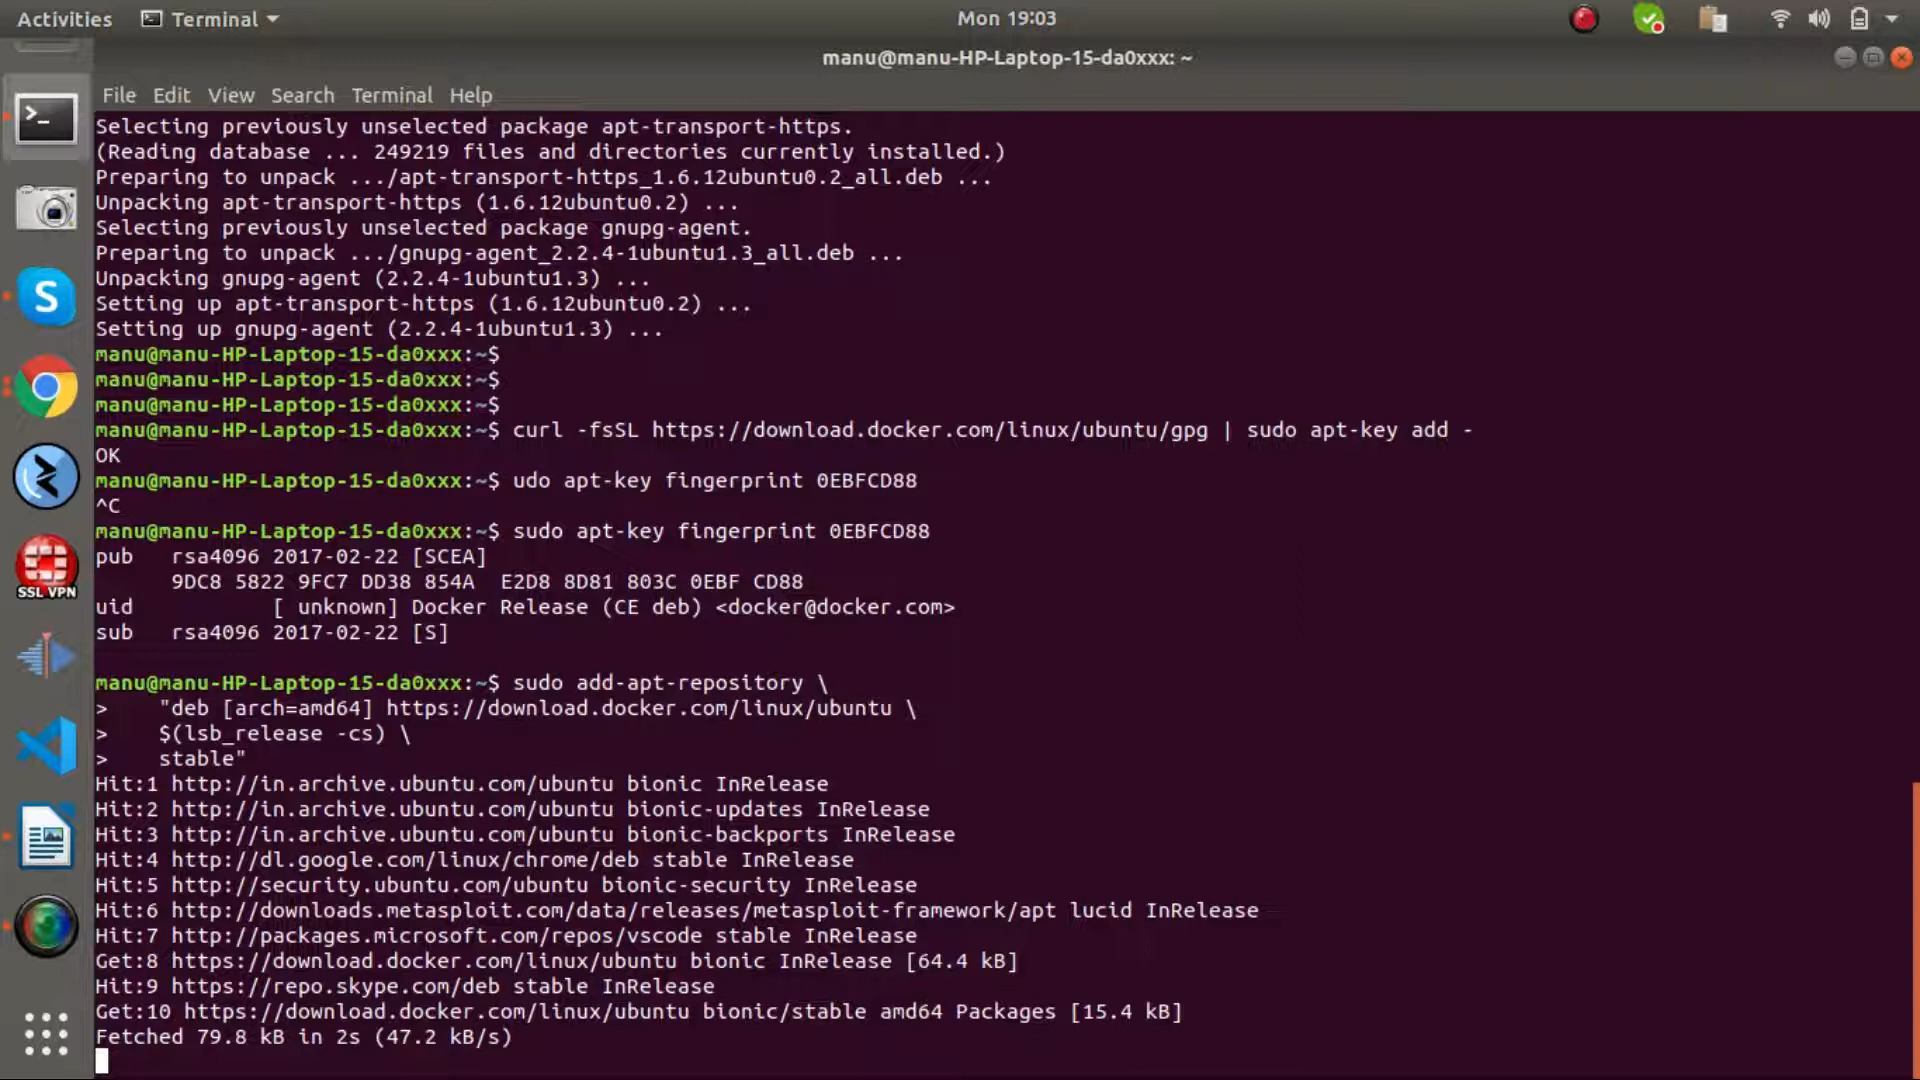 Activities Terminal Mon 19:03
manu@manu-HP-Laptop-15-da0xxx: ~
File Edit View Search Terminal Help
Selecting previously unselected package apt-transport-https.
(Reading database ... 249219 files and directories currently installed.)
Preparing to unpack .../apt-transport-https_1.6.12ubuntu0.2_all.deb ...
Unpacking apt-transport-https (1.6.12ubuntu0.2) ...
Selecting previously unselected package gnupg-agent.
Preparing to unpack .../gnupg-agent_2.2.4-1ubuntu1.3_all.deb ...
Unpacking gnupg-agent (2.2.4-1ubuntu1.3) ...
Setting up apt-transport-https (1.6.12ubuntu0.2) ...
Setting up gnupg-agent (2.2.4-1ubuntu1.3) ...
manu@manu-HP-Laptop-15-da0xxx:~$
manu@manu-HP-Laptop-15-da0xxx:~$
manu@manu-HP-Laptop-15-da0xxx:~$
manu@manu-HP-Laptop-15-da0xxx:~$ curl -fsSL https://download.docker.com/linux/ubuntu/gpg | sudo apt-key add -
OK
manu@manu-HP-Laptop-15-da0xxx:~$ udo apt-key fingerprint 0EBFCD88
^C
manu@manu-HP-Laptop-15-da0xxx:~$ sudo apt-key fingerprint 0EBFCD88
pub   rsa4096 2017-02-22 [SCEA]
      9DC8 5822 9FC7 DD38 854A  E2D8 8D81 803C 0EBF CD88
uid           [ unknown] Docker Release (CE deb) <docker@docker.com>
sub   rsa4096 2017-02-22 [S]
manu@manu-HP-Laptop-15-da0xxx:~$ sudo add-apt-repository \
>    "deb [arch=amd64] https://download.docker.com/linux/ubuntu \
>    $(lsb_release -cs) \
>    stable"
Hit:1 http://in.archive.ubuntu.com/ubuntu bionic InRelease
Hit:2 http://in.archive.ubuntu.com/ubuntu bionic-updates InRelease
Hit:3 http://in.archive.ubuntu.com/ubuntu bionic-backports InRelease
Hit:4 http://dl.google.com/linux/chrome/deb stable InRelease
Hit:5 http://security.ubuntu.com/ubuntu bionic-security InRelease
Hit:6 http://downloads.metasploit.com/data/releases/metasploit-framework/apt lucid InRelease
Hit:7 http://packages.microsoft.com/repos/vscode stable InRelease
Get:8 https://download.docker.com/linux/ubuntu bionic InRelease [64.4 kB]
Hit:9 https://repo.skype.com/deb stable InRelease
Get:10 https://download.docker.com/linux/ubuntu bionic/stable amd64 Packages [15.4 kB]
Fetched 79.8 kB in 2s (47.2 kB/s)
SSL VPN